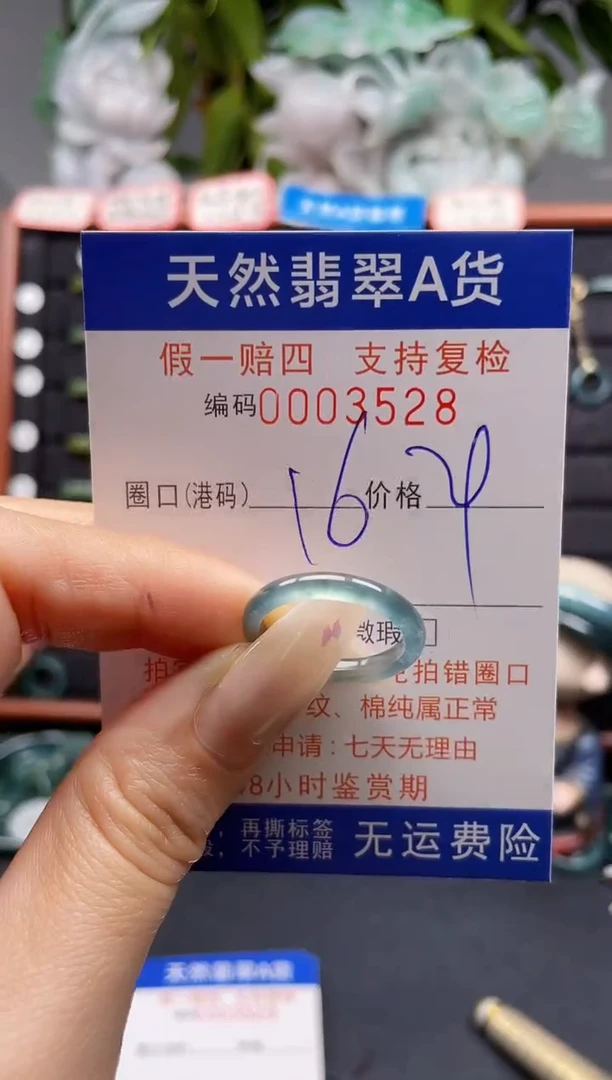 天然翡翠A货
假一赔四 支持复检
编码0003528
圈口(港码) 16 价格
微瑕
拍错圈口
纹、棉纯属正常
申请:七天无理由
8小时鉴赏期
,再撕标签
,不予理赔
无运费险